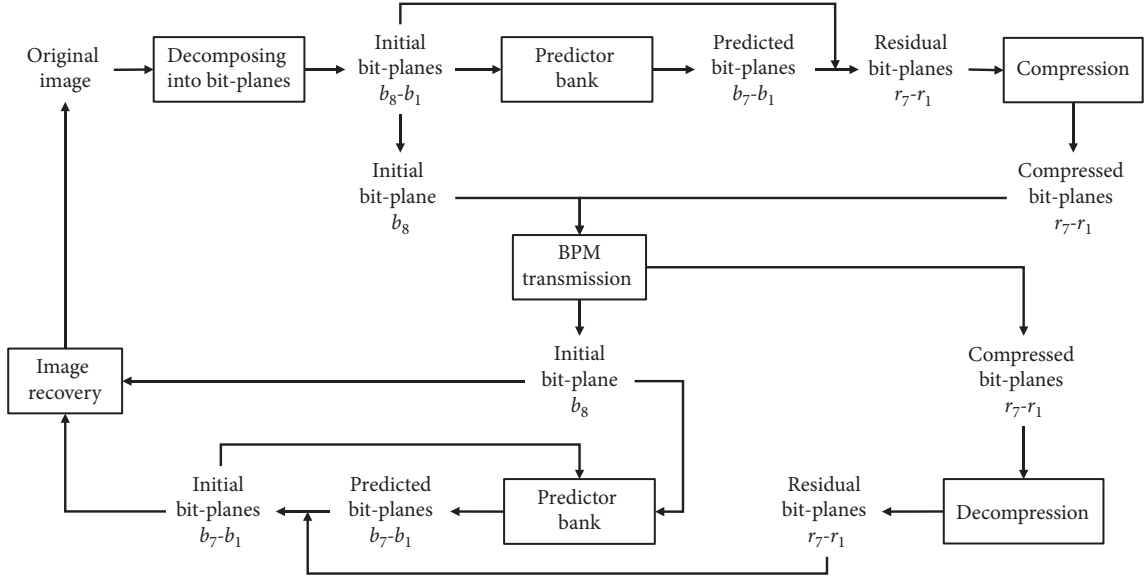 Original
image
Decomposing
into bit-planes
Initial
bit-planes
b₈-b₁
Predictor
bank
Predicted
bit-planes
b₇-b₁
Residual
bit-planes
r₇-r₁
Compression
Initial
bit-plane
b₈
Compressed
bit-planes
r₇-r₁
BPM
transmission
Image
recovery
Initial
bit-plane
b₈
Compressed
bit-planes
r₇-r₁
Initial
bit-planes
b₇-b₁
Predicted
bit-planes
b₇-b₁
Predictor
bank
Residual
bit-planes
r₇-r₁
Decompression